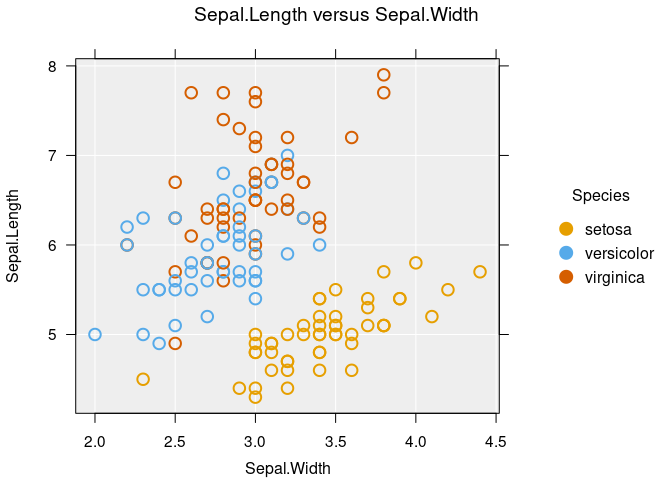 Sepal.Length versus Sepal.Width
8
7
6
5
Sepal.Length
2.0 2.5 3.0 3.5 4.0 4.5
Sepal.Width
Species
setosa
versicolor
virginica